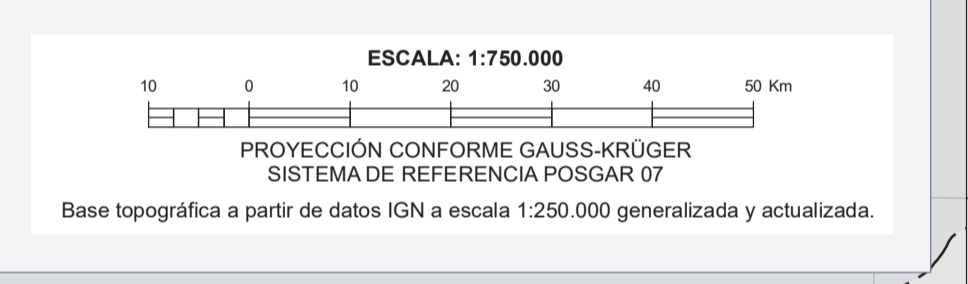 ESCALA: 1:750.000
10 0 10 20 30 40 50 Km
PROYECCIÓN CONFORME GAUSS-KRÜGER
SISTEMA DE REFERENCIA POSGAR 07
Base topográfica a partir de datos IGN a escala 1:250.000 generalizada y actualizada.